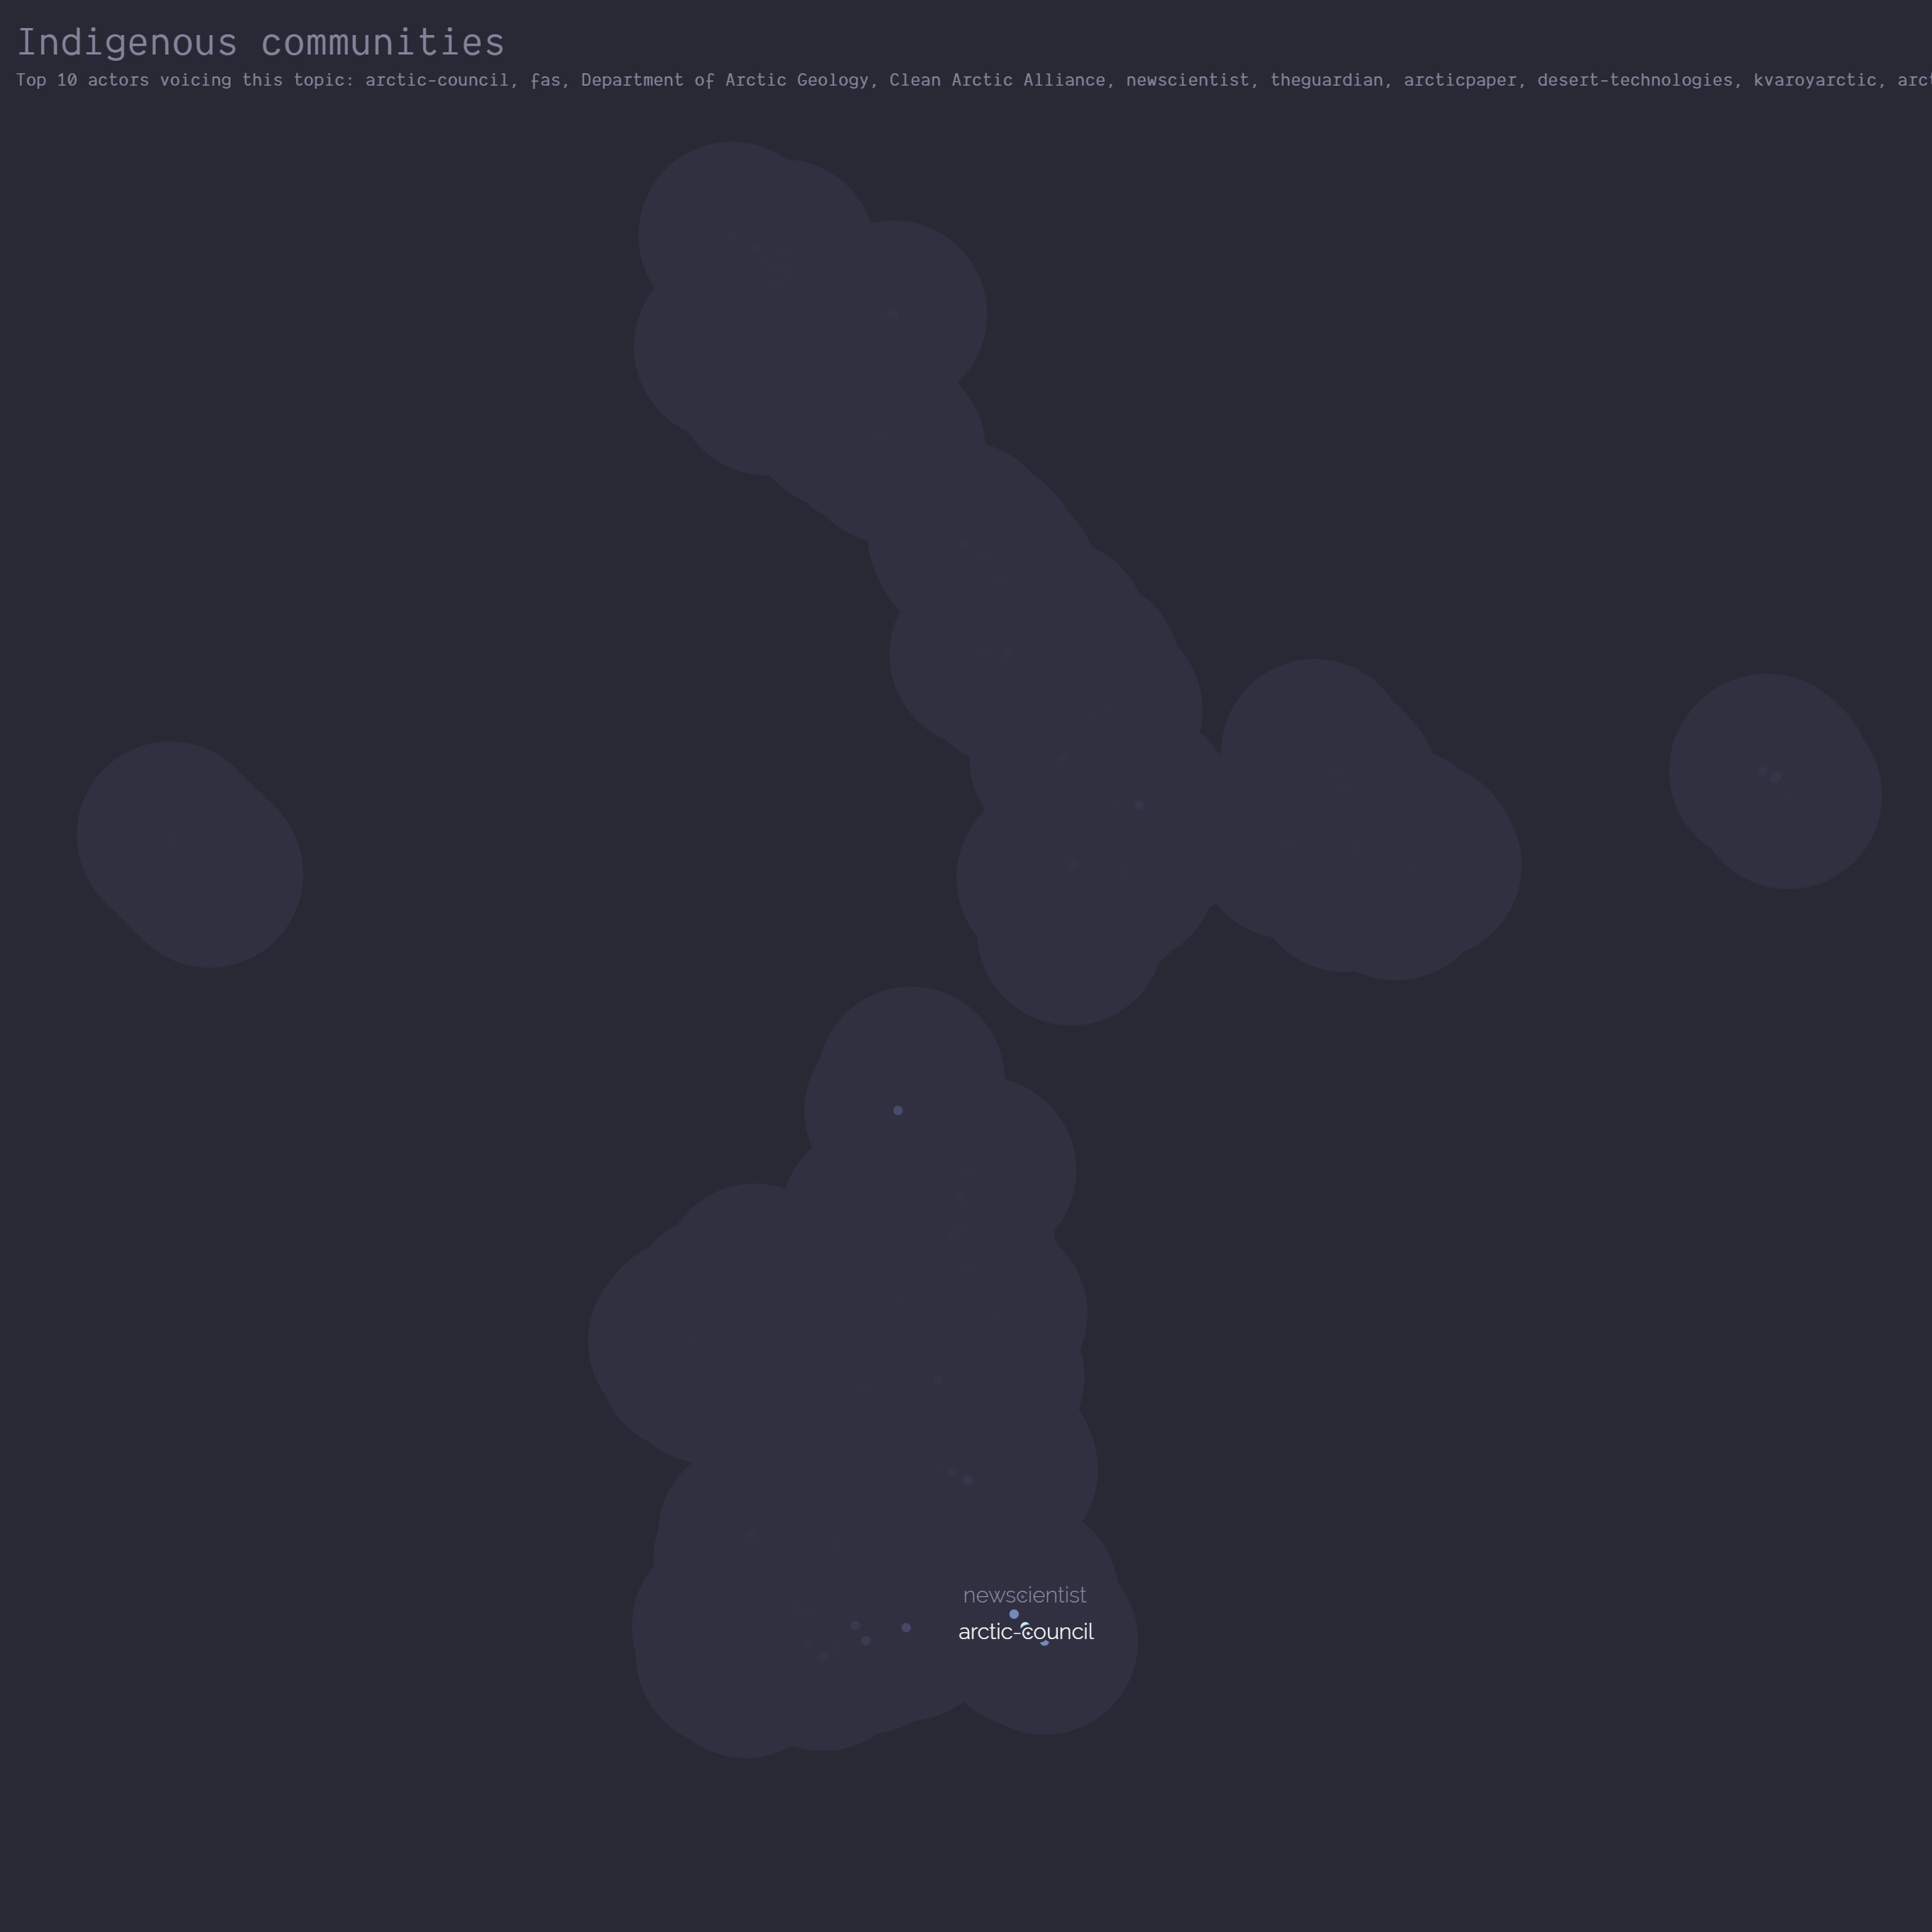 Indigenous communities
Top 10 actors voicing this topic: arctic-council, fas, Department of Arctic Geology, Clean Arctic Alliance, newscientist, theguardian, arcticpaper, desert-technologies, kvaroyarctic, arct
newscientist
arctic-council